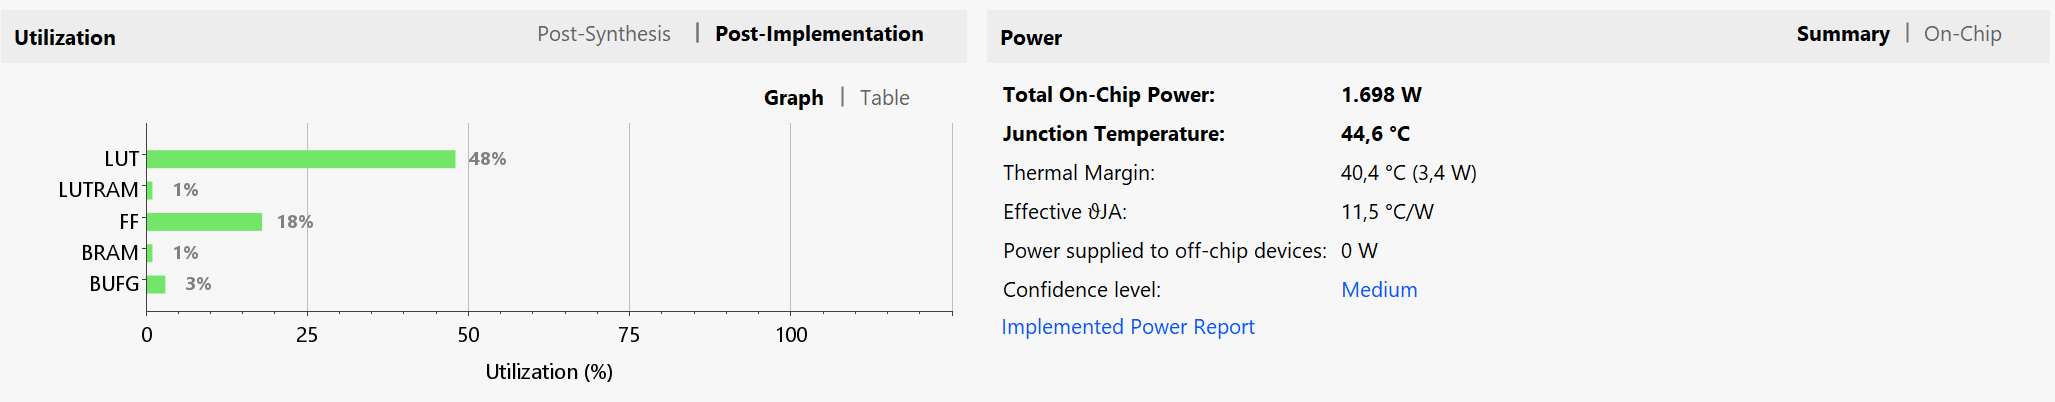 Utilization
Post-Synthesis | Post-Implementation
Graph | Table
LUT 48%
LUTRAM 1%
FF 18%
BRAM 1%
BUFG 3%
0 25 50 75 100
Utilization (%)
Power
Summary | On-Chip
Total On-Chip Power: 1.698 W
Junction Temperature: 44,6 °C
Thermal Margin: 40,4 °C (3,4 W)
Effective ϑJA: 11,5 °C/W
Power supplied to off-chip devices: 0 W
Confidence level: Medium
Implemented Power Report